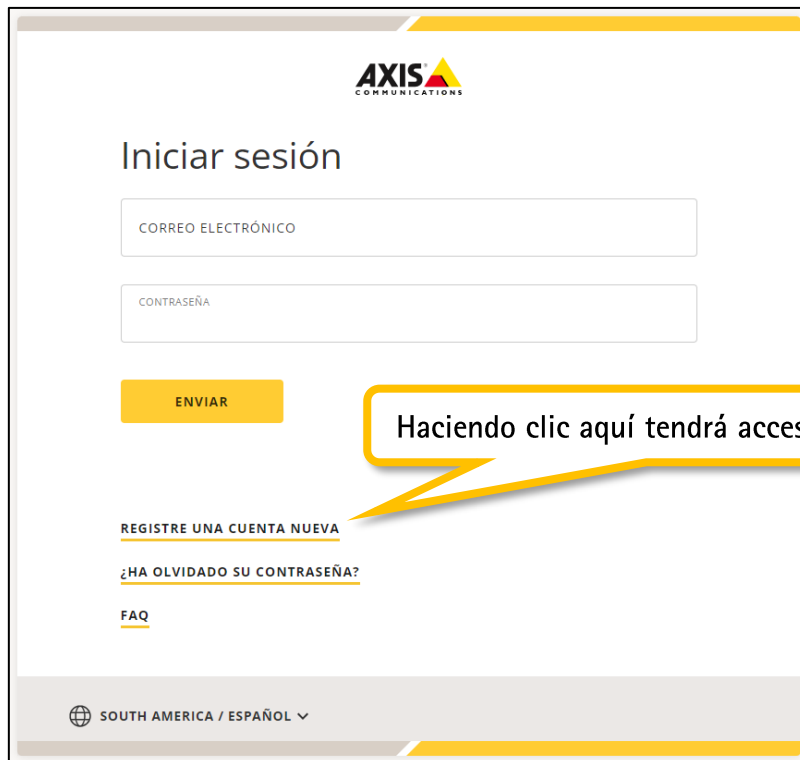 AXIS
COMMUNICATIONS
Iniciar sesión
CORREO ELECTRÓNICO
CONTRASEÑA
ENVIAR
Haciendo clic aquí tendrá
REGISTRE UNA CUENTA NUEVA
¿HA OLVIDADO SU CONTRASEÑA?
FAQ
SOUTH AMERICA / ESPAÑOL